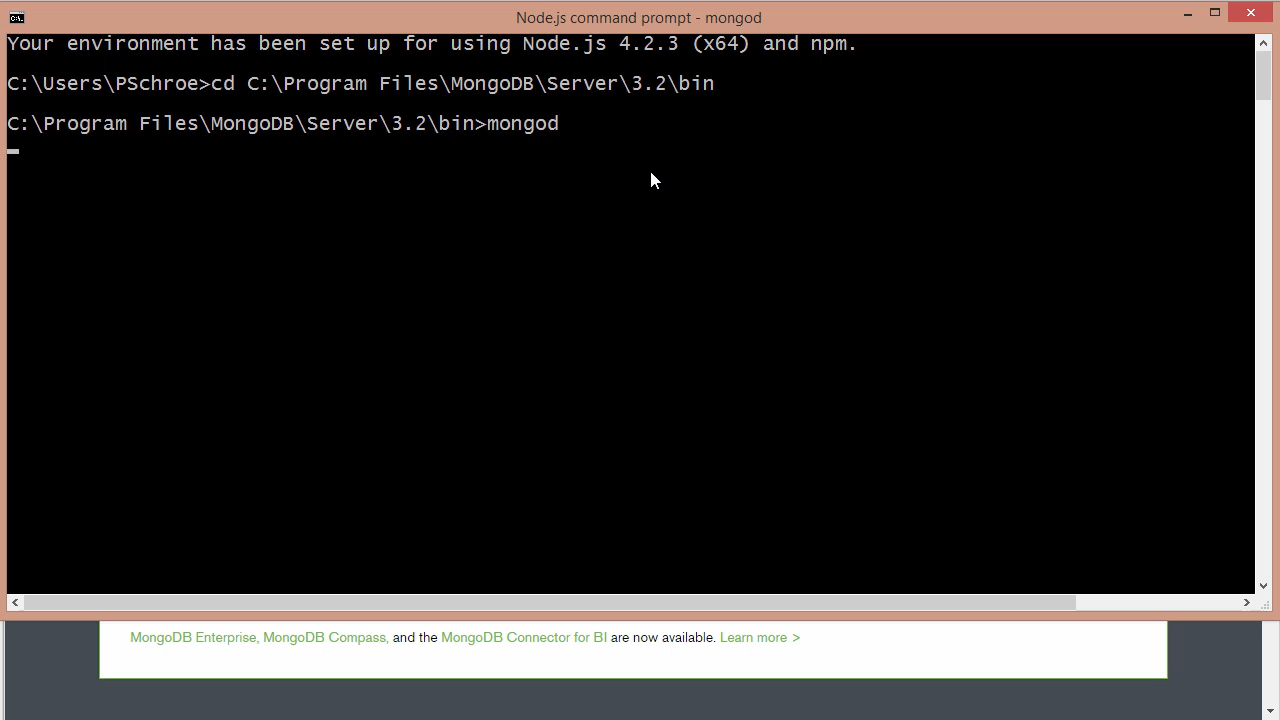 Node.js command prompt - mongod
Your environment has been set up for using Node.js 4.2.3 (x64) and npm.
C:\Users\PSchroe>cd C:\Program Files\MongoDB\Server\3.2\bin
C:\Program Files\MongoDB\Server\3.2\bin>mongod
MongoDB Enterprise, MongoDB Compass, and the MongoDB Connector for BI are now available. Learn more >